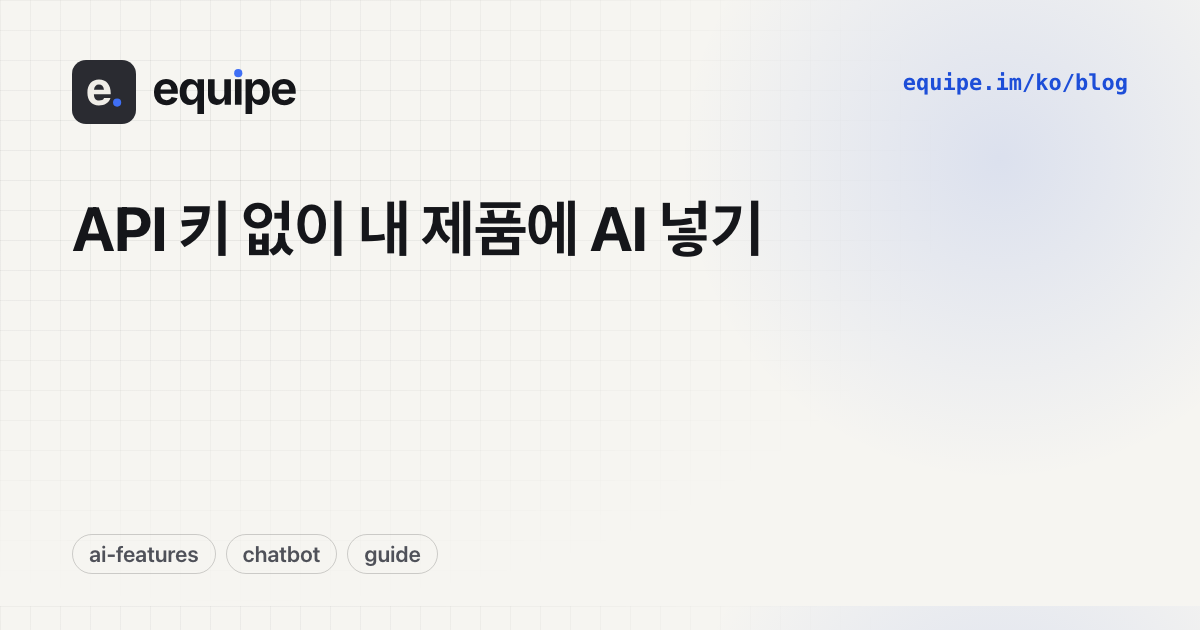 e.
equipe
equipe.im/ko/blog
API 키 없이 내 제품에 AI 넣기
ai-features
chatbot
guide